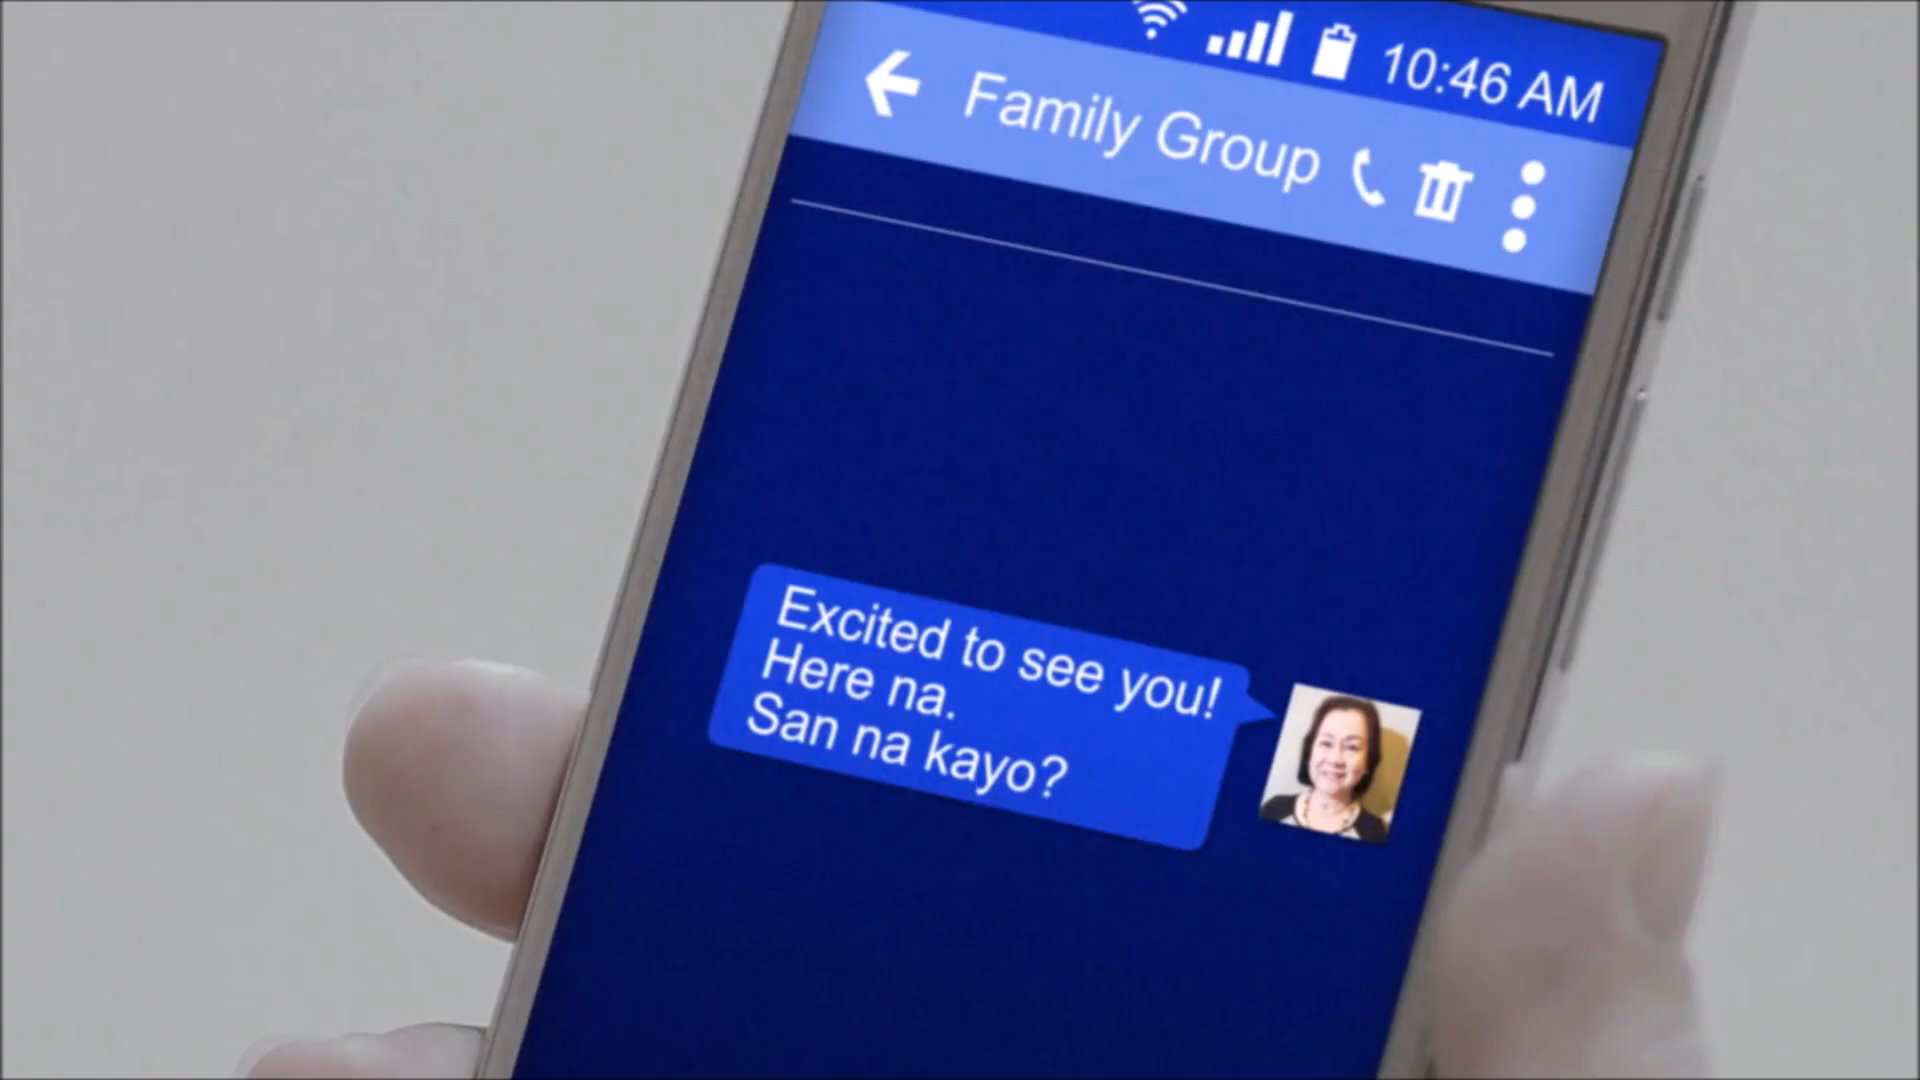 10:46 AM
Family Group
Excited to see you!
Here na.
San na kayo?